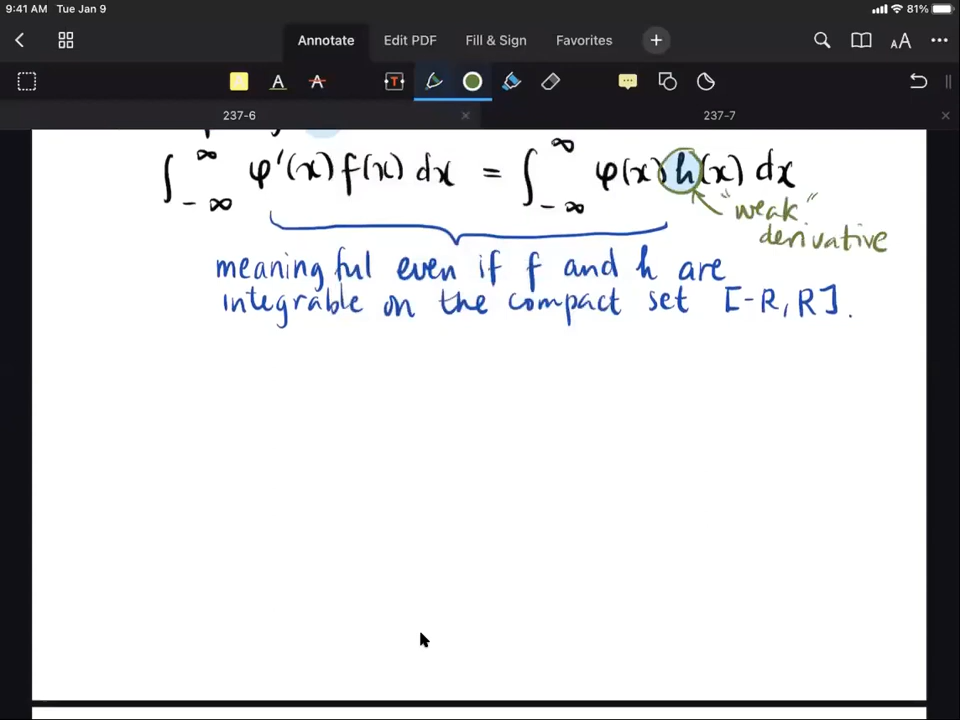 9:41 AM Tue Jan 9 81%
Annotate Edit PDF Fill & Sign Favorites
237-6 237-7
∫_{-∞}^{∞} φ'(x) f(x) dx = ∫_{-∞}^{∞} φ(x) h(x) dx
"weak"
derivative
meaningful even if f and h are
integrable on the compact set [-R, R].